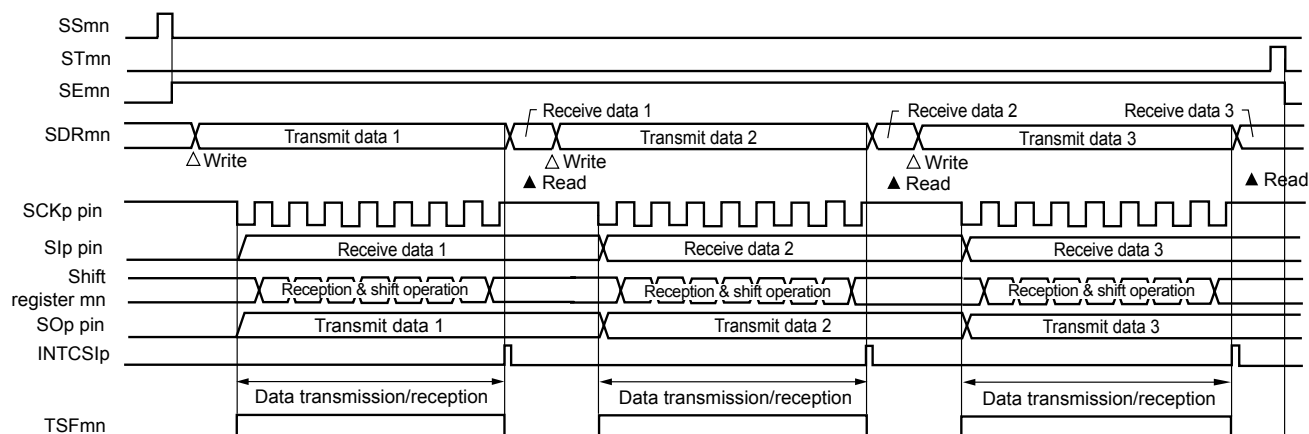 SSmn
STmn
SEmn
Receive data 1 Receive data 2 Receive data 3
SDRmn Transmit data 1 Transmit data 2 Transmit data 3
△ Write △ Write △ Write
▲ Read ▲ Read ▲ Read
SCKp pin
SIp pin Receive data 1 Receive data 2 Receive data 3
Shift
register mn Reception & shift operation Reception & shift operation Reception & shift operation
SOp pin Transmit data 1 Transmit data 2 Transmit data 3
INTCSIp
Data transmission/reception Data transmission/reception Data transmission/reception
TSFmn